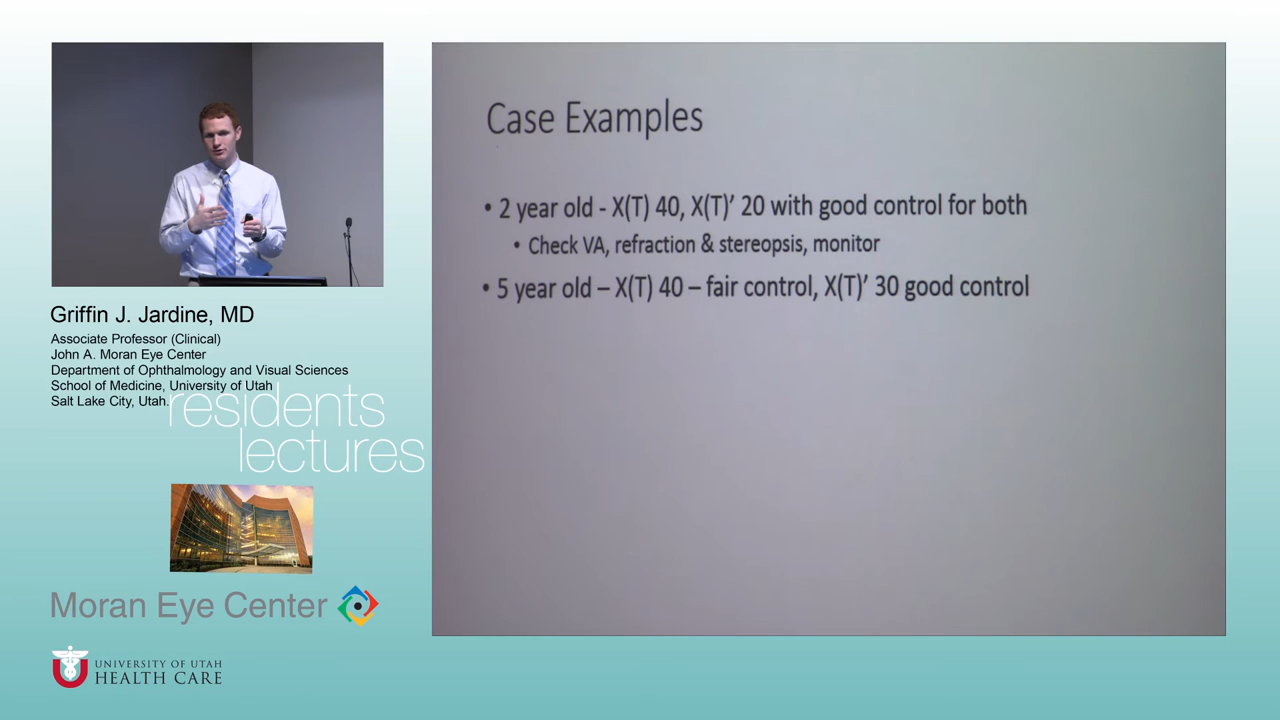 Case Examples
• 2 year old - X(T) 40, X(T)’ 20 with good control for both
• Check VA, refraction & stereopsis, monitor
• 5 year old – X(T) 40 – fair control, X(T)’ 30 good control
Griffin J. Jardine, MD
Associate Professor (Clinical)
John A. Moran Eye Center
Department of Ophthalmology and Visual Sciences
School of Medicine, University of Utah
Salt Lake City, Utah.
residents
lectures
Moran Eye Center
UNIVERSITY OF UTAH
HEALTH CARE